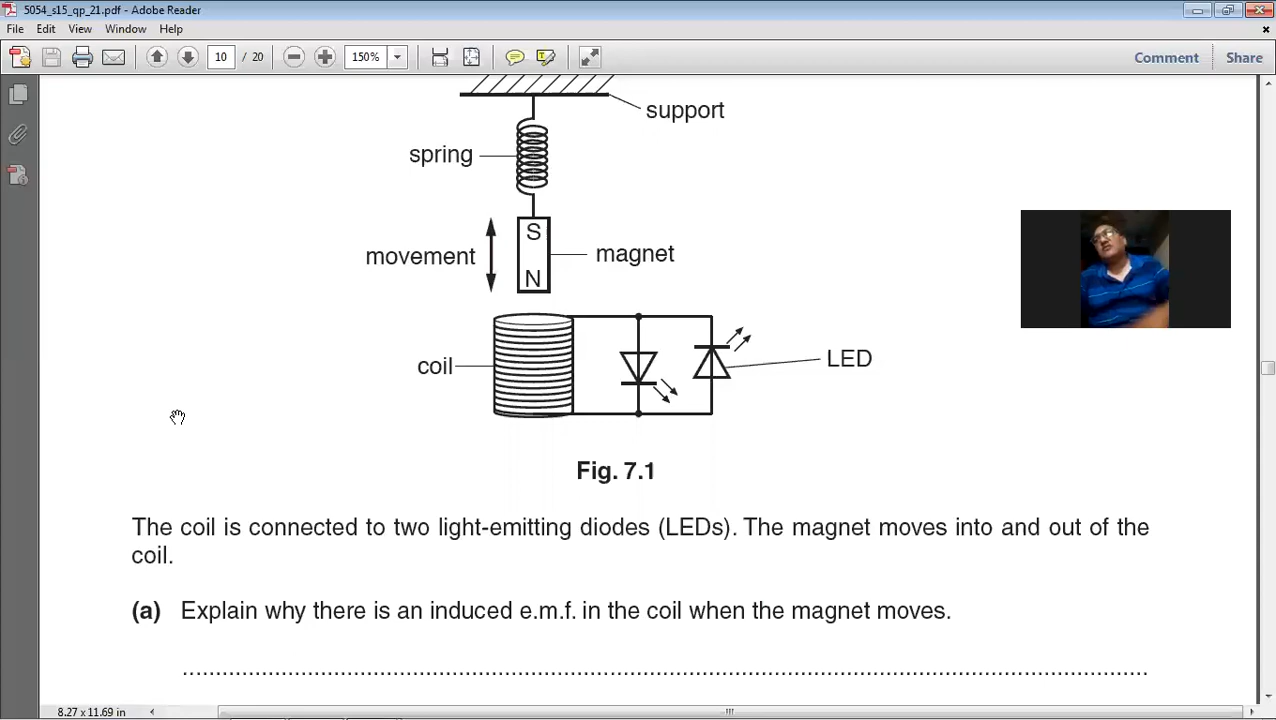 5054_s15_qp_21.pdf - Adobe Reader
File Edit View Window Help
10 / 20 150% Comment Share
support
spring
S
movement
magnet
N
coil
LED
Fig. 7.1
The coil is connected to two light-emitting diodes (LEDs). The magnet moves into and out of the
coil.
(a) Explain why there is an induced e.m.f. in the coil when the magnet moves.
8.27 x 11.69 in